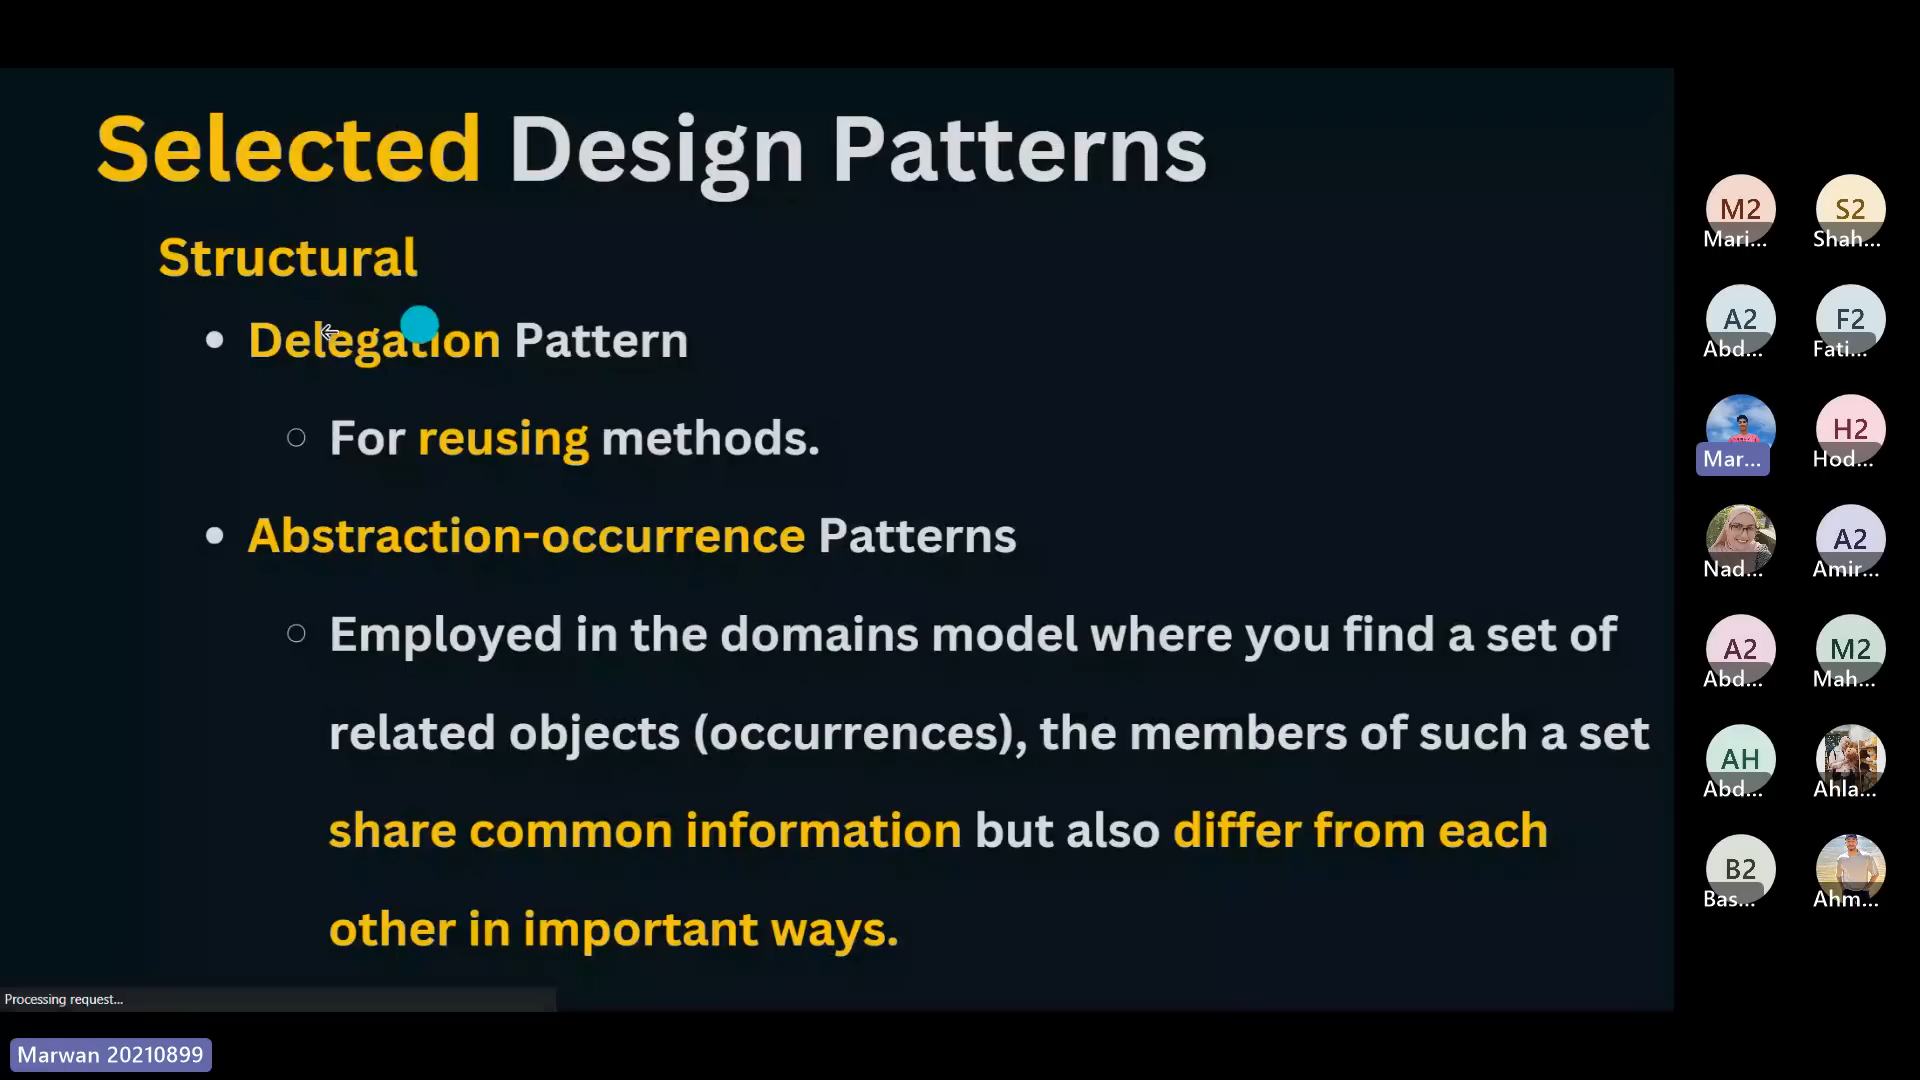 Selected Design Patterns
Structural
Delegation Pattern
For reusing methods.
Abstraction-occurrence Patterns
Employed in the domains model where you find a set of
related objects (occurrences), the members of such a set
share common information but also differ from each
other in important ways.
Processing request...
Marwan 20210899
M2 S2
Mari... Shah...
A2 F2
Abd... Fati...
H2
Mar... Hod...
A2
Nad... Amir...
A2 M2
Abd... Mah...
AH
Abd... Ahla...
B2
Bas... Ahm...